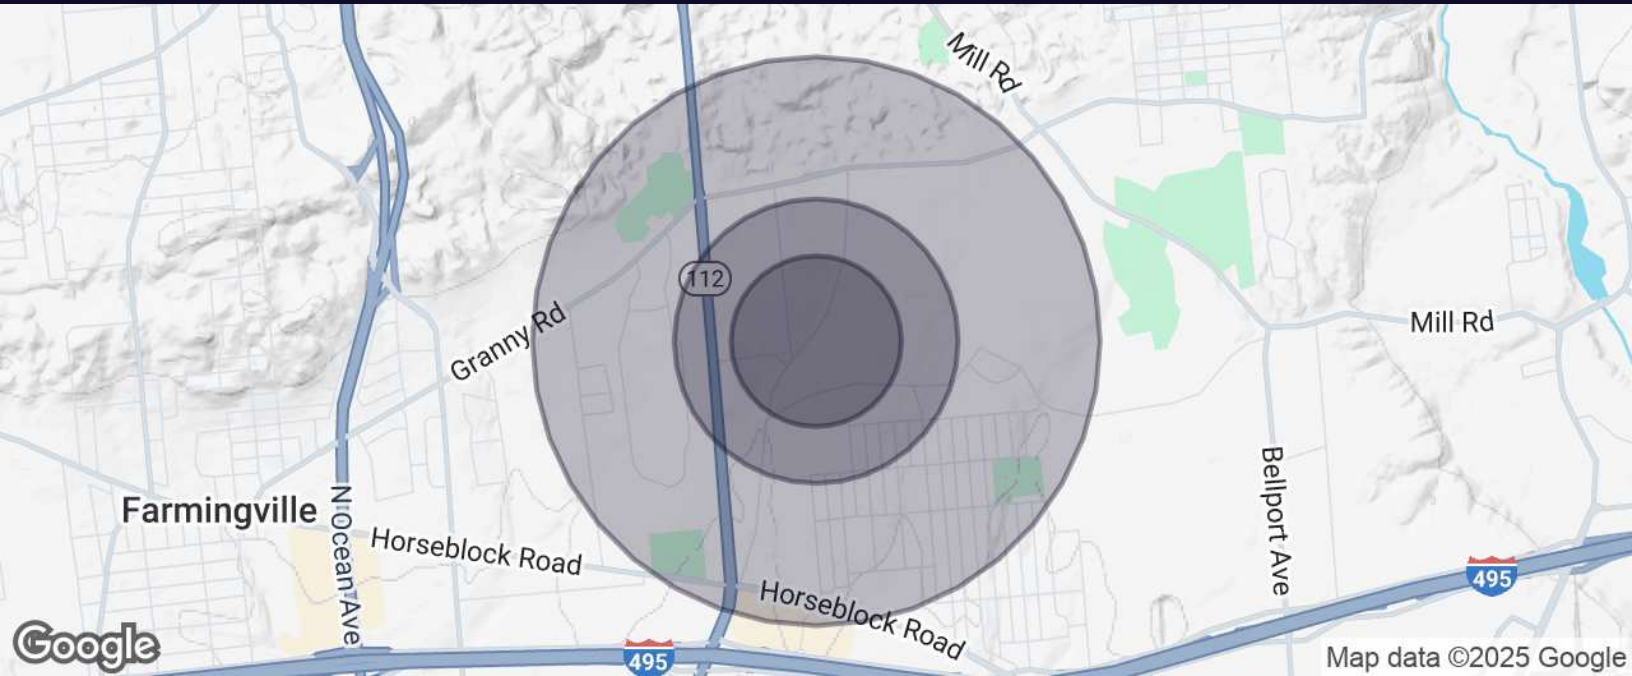 Mill Rd
112
Granny Rd
Mill Rd
Farmingville
N Ocean Ave
Horseblock Road
Bellport Ave
Horseblock Road
495
495
Google
Map data ©2025 Google